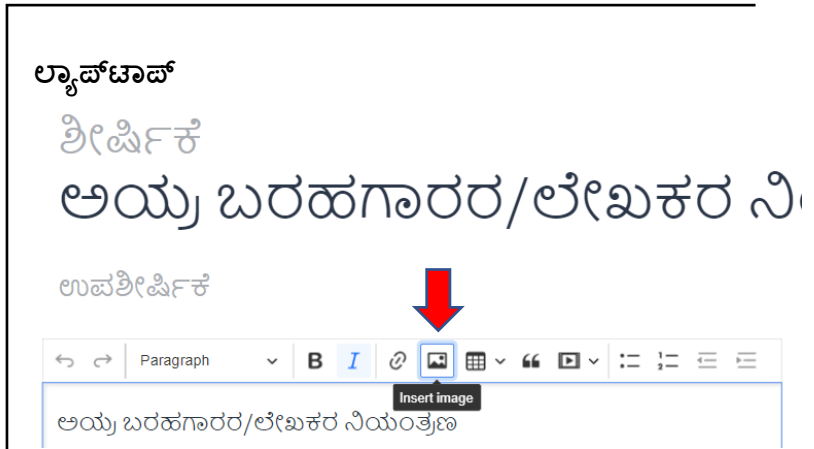 ಲ್ಯಾಪ್‌ಟಾಪ್
ಶೀರ್ಷಿಕೆ
ಅಯ್ರ ಬರಹಗಾರರ/ಲೇಖಕರ ನಿ
ಉಪಶೀರ್ಷಿಕೆ
Paragraph B I
Insert image
ಅಯ್ರ ಬರಹಗಾರರ/ಲೇಖಕರ ನಿಯಂತ್ರಣ